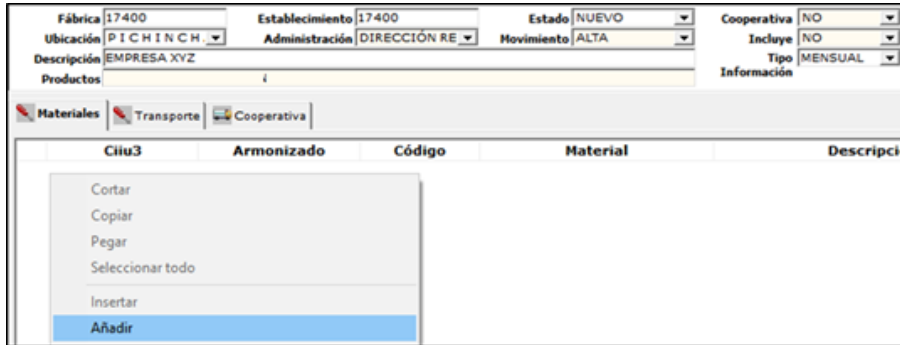 Fábrica 17400 Establecimiento 17400 Estado NUEVO Cooperativa NO
Ubicación P I C H I N C H . Administración DIRECCIÓN RE Movimiento ALTA Incluye NO
Descripción EMPRESA XYZ Tipo MENSUAL
Productos Información
Materiales Transporte Cooperativa
Ciiu3 Armonizado Código Material Descripci
Cortar
Copiar
Pegar
Seleccionar todo
Insertar
Añadir